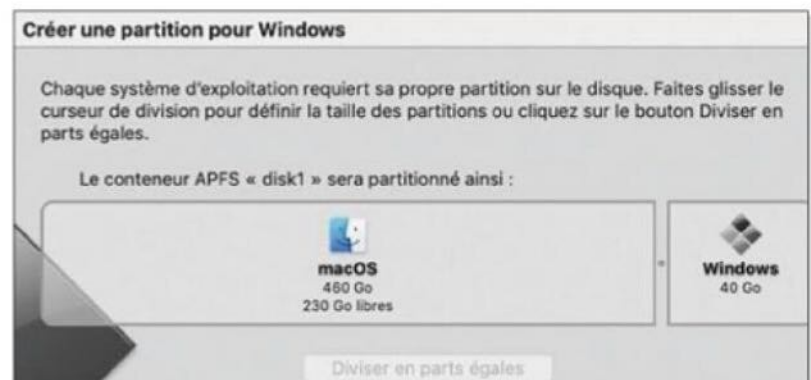 Créer une partition pour Windows
Chaque système d'exploitation requiert sa propre partition sur le disque. Faites glisser le
curseur de division pour définir la taille des partitions ou cliquez sur le bouton Diviser en
parts égales.
Le conteneur APFS « disk1 » sera partitionné ainsi :
macOS
460 Go
230 Go libres
Windows
40 Go
Diviser en parts égales